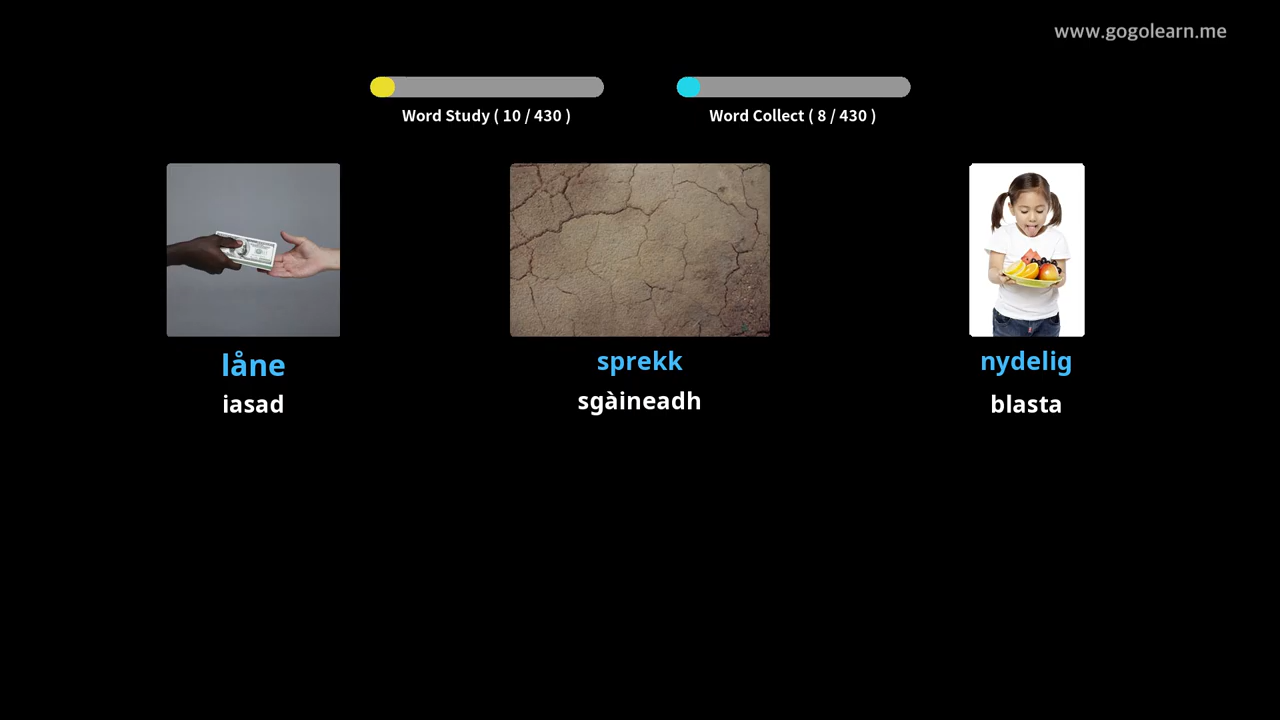 www.gogolearn.me
Word Study ( 10 / 430 )
Word Collect ( 8 / 430 )
låne
iasad
sprekk
sgàineadh
nydelig
blasta